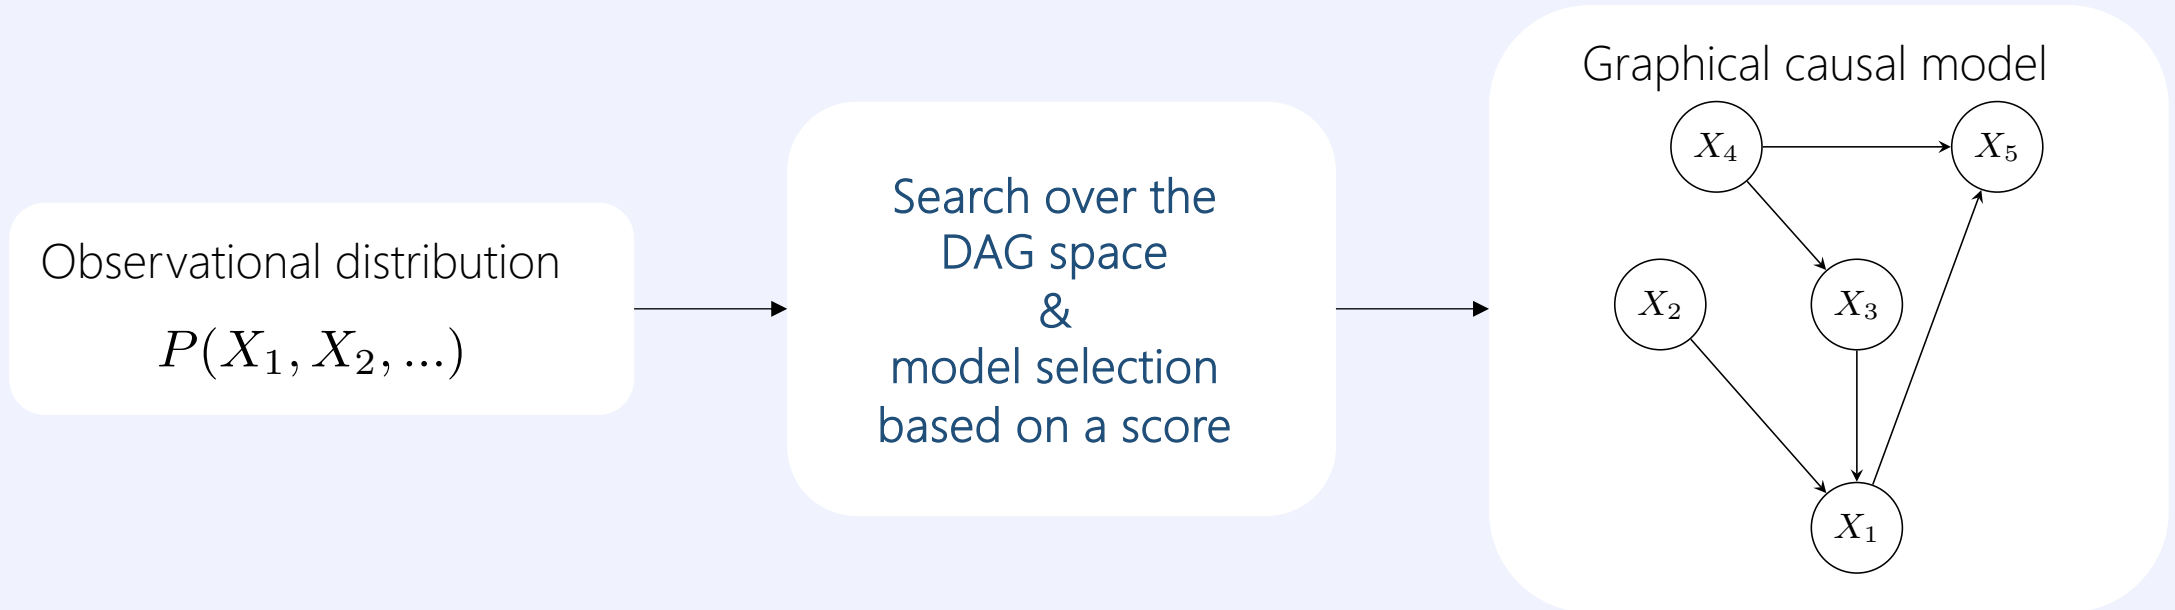 Observational distribution
P(X₁, X₂, ...)
Search over the
DAG space
&
model selection
based on a score
Graphical causal model
X₄
X₅
X₂
X₃
X₁